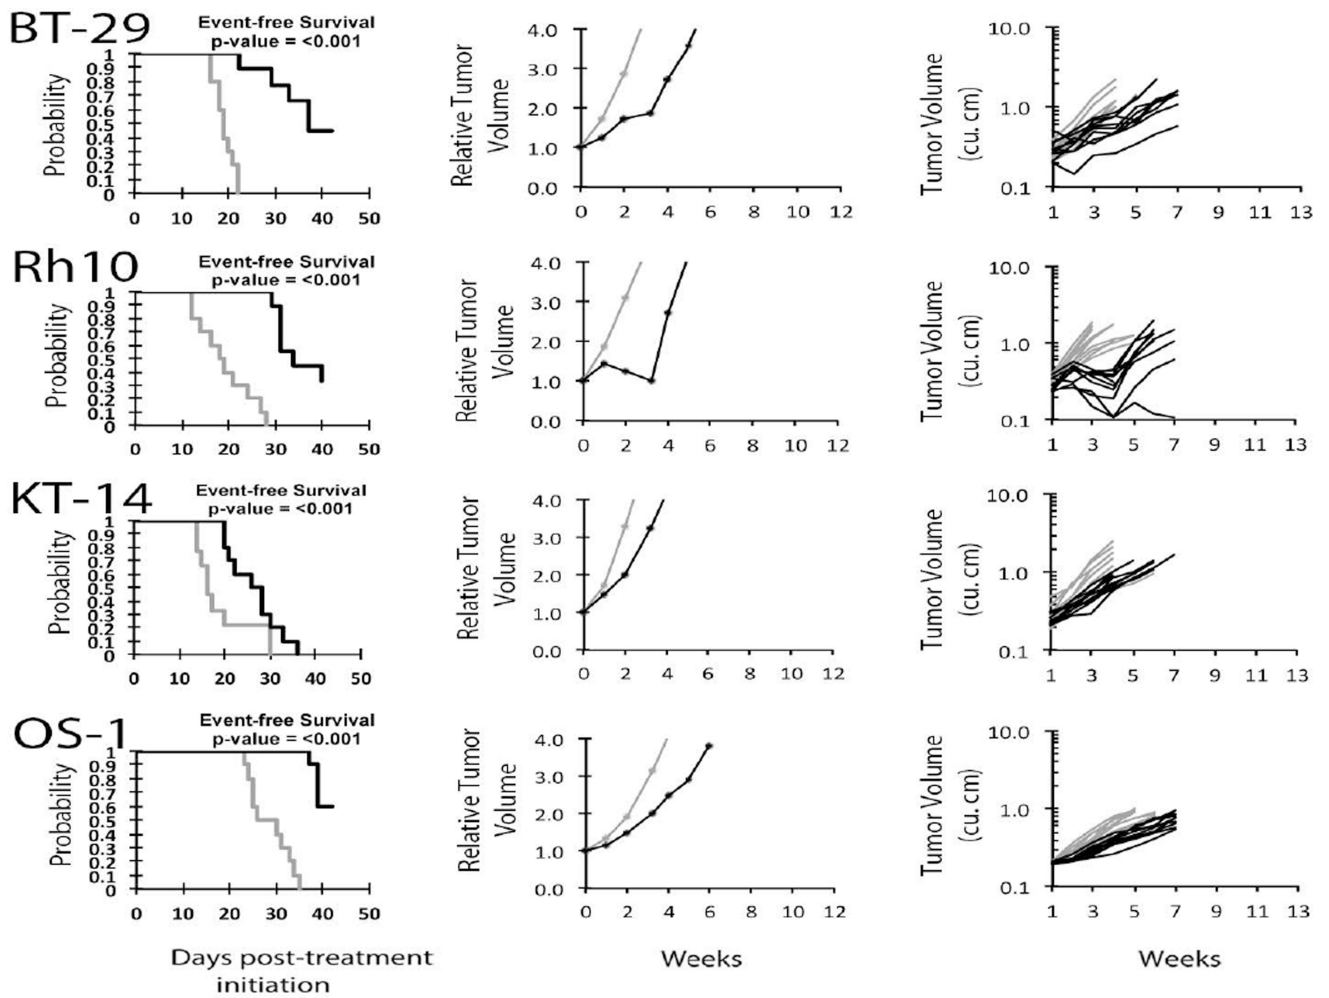 BT-29
Event-free Survival
p-value = <0.001
Probability
1
0.9
0.8
0.7
0.6
0.5
0.4
0.3
0.2
0.1
0
0 10 20 30 40 50
Relative Tumor
Volume
4.0
3.0
2.0
1.0
0.0
0 2 4 6 8 10 12
Tumor Volume
(cu. cm)
10.0
1.0
0.1
1 3 5 7 9 11 13
Rh10
Event-free Survival
p-value = <0.001
Probability
1
0.9
0.8
0.7
0.6
0.5
0.4
0.3
0.2
0.1
0
0 10 20 30 40 50
Relative Tumor
Volume
4.0
3.0
2.0
1.0
0.0
0 2 4 6 8 10 12
Tumor Volume
(cu. cm)
10.0
1.0
0.1
1 3 5 7 9 11 13
KT-14
Event-free Survival
p-value = <0.001
Probability
1
0.9
0.8
0.7
0.6
0.5
0.4
0.3
0.2
0.1
0
0 10 20 30 40 50
Relative Tumor
Volume
4.0
3.0
2.0
1.0
0.0
0 2 4 6 8 10 12
Tumor Volume
(cu. cm)
10.0
1.0
0.1
1 3 5 7 9 11 13
OS-1
Event-free Survival
p-value = <0.001
Probability
1
0.9
0.8
0.7
0.6
0.5
0.4
0.3
0.2
0.1
0
0 10 20 30 40 50
Relative Tumor
Volume
4.0
3.0
2.0
1.0
0.0
0 2 4 6 8 10 12
Tumor Volume
(cu. cm)
10.0
1.0
0.1
1 3 5 7 9 11 13
Days post-treatment
initiation
Weeks
Weeks